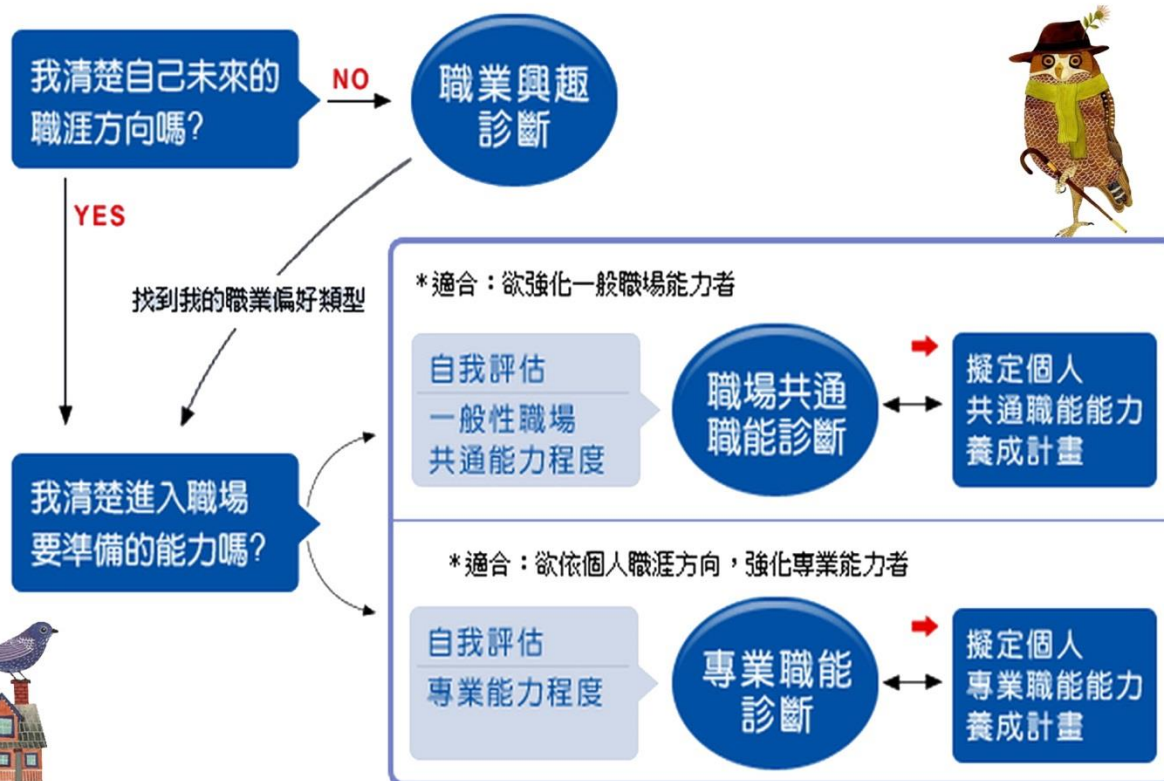 我清楚自己未來的
職涯方向嗎?
NO
職業興趣
診斷
YES
找到我的職業偏好類型
我清楚進入職場
要準備的能力嗎?
*適合：欲強化一般職場能力者
自我評估
一般性職場
共通能力程度
職場共通
職能診斷
擬定個人
共通職能能力
養成計畫
*適合：欲依個人職涯方向，強化專業能力者
自我評估
專業能力程度
專業職能
診斷
擬定個人
專業職能能力
養成計畫